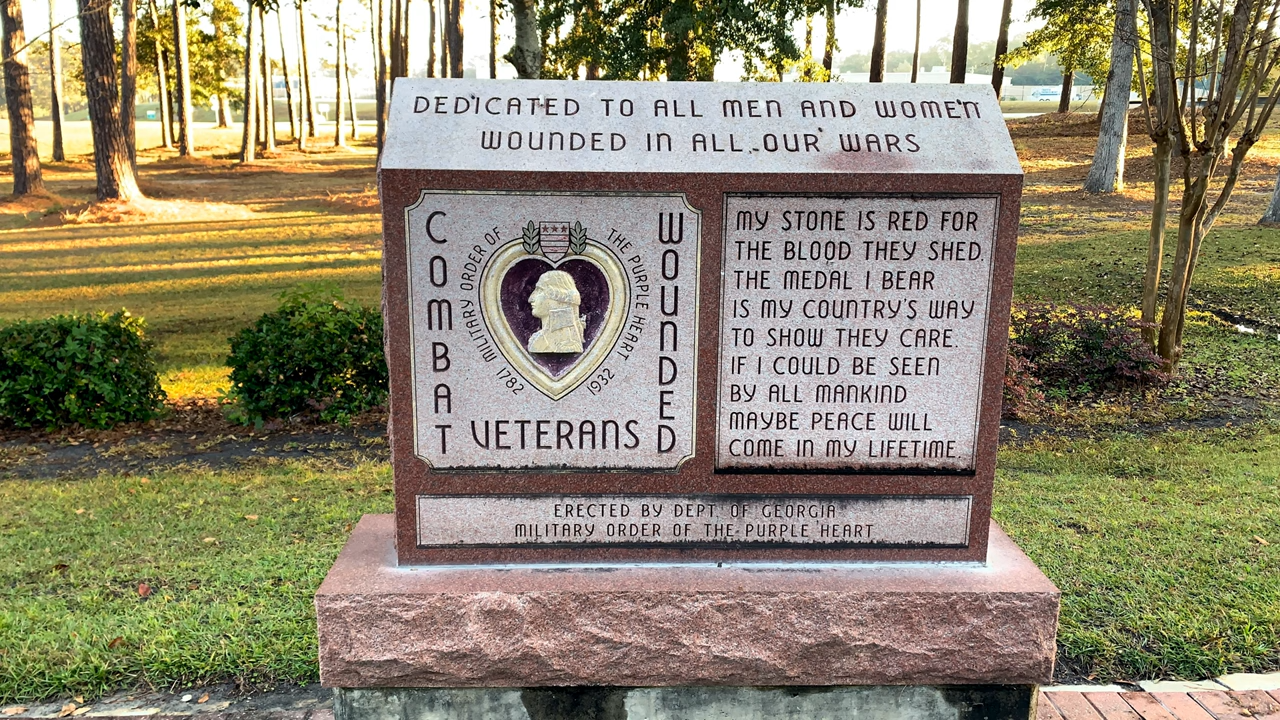 DEDICATED TO ALL MEN AND WOMEN
WOUNDED IN ALL OUR WARS
COMBAT
WOUNDED
VETERANS
MILITARY ORDER OF
THE PURPLE HEART
1782
1932
MY STONE IS RED FOR
THE BLOOD THEY SHED.
THE MEDAL I BEAR
IS MY COUNTRY'S WAY
TO SHOW THEY CARE.
IF I COULD BE SEEN
BY ALL MANKIND
MAYBE PEACE WILL
COME IN MY LIFETIME.
ERECTED BY DEPT. OF GEORGIA
MILITARY ORDER OF THE PURPLE HEART